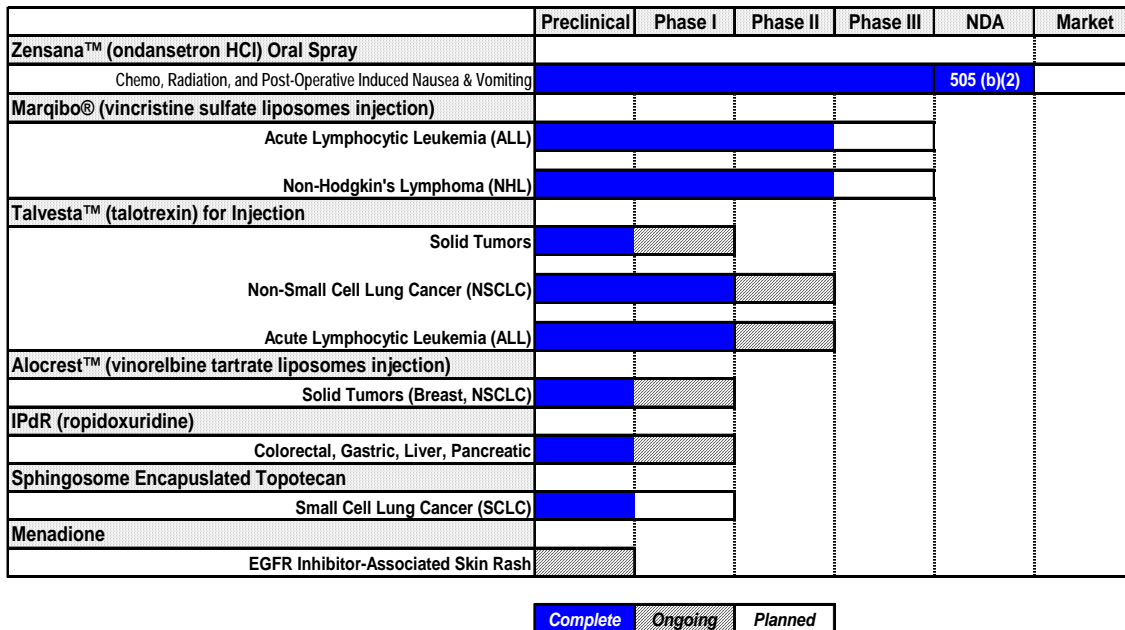 Preclinical Phase I Phase II Phase III NDA Market
Zensana™ (ondansetron HCl) Oral Spray
Chemo, Radiation, and Post-Operative Induced Nausea & Vomiting 505 (b)(2)
Marqibo® (vincristine sulfate liposomes injection)
Acute Lymphocytic Leukemia (ALL)
Non-Hodgkin's Lymphoma (NHL)
Talvesta™ (talotrexin) for Injection
Solid Tumors
Non-Small Cell Lung Cancer (NSCLC)
Acute Lymphocytic Leukemia (ALL)
Alocrest™ (vinorelbine tartrate liposomes injection)
Solid Tumors (Breast, NSCLC)
IPdR (ropidoxuridine)
Colorectal, Gastric, Liver, Pancreatic
Sphingosome Encapuslated Topotecan
Small Cell Lung Cancer (SCLC)
Menadione
EGFR Inhibitor-Associated Skin Rash
Complete Ongoing Planned